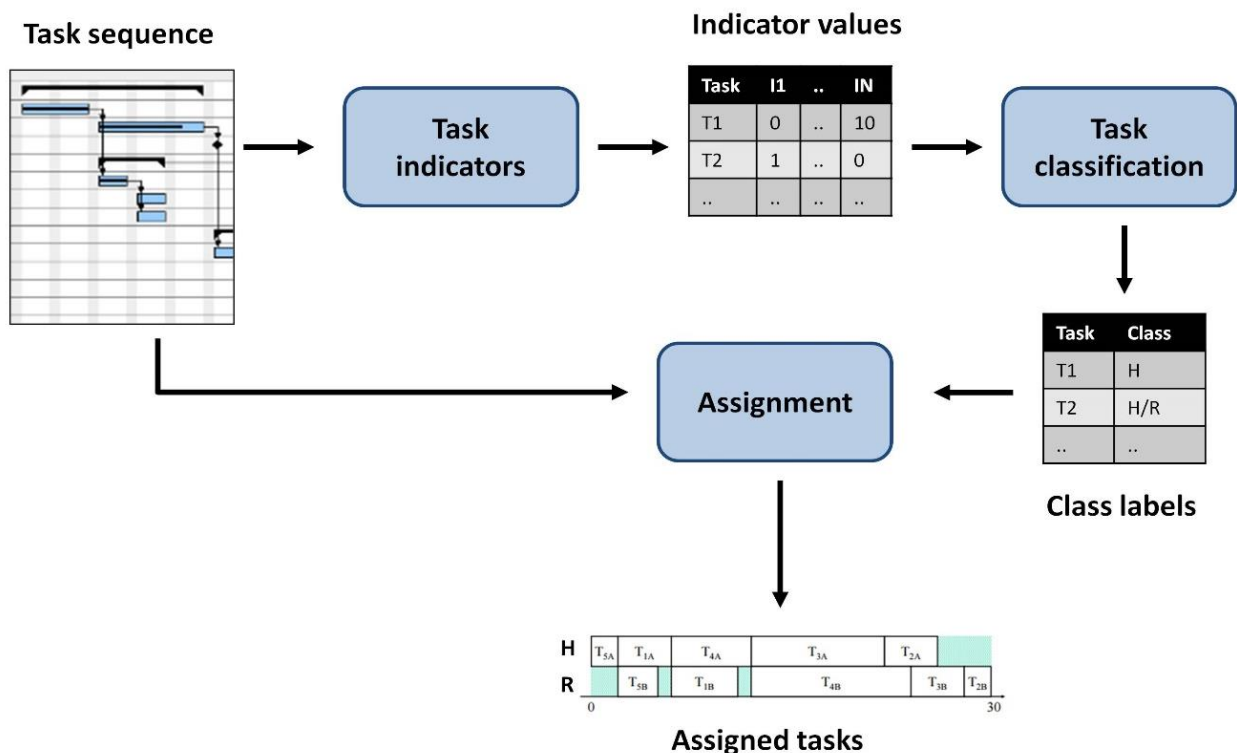 Task sequence
Indicator values
Task I1 .. IN
T1 0 .. 10
T2 1 .. 0
.. .. .. ..
Task
indicators
Task
classification
Task Class
T1 H
T2 H/R
.. ..
Class labels
Assignment
H T5A T1A T4A T3A T2A
R T5B T1B T4B T3B T2B
0 30
Assigned tasks